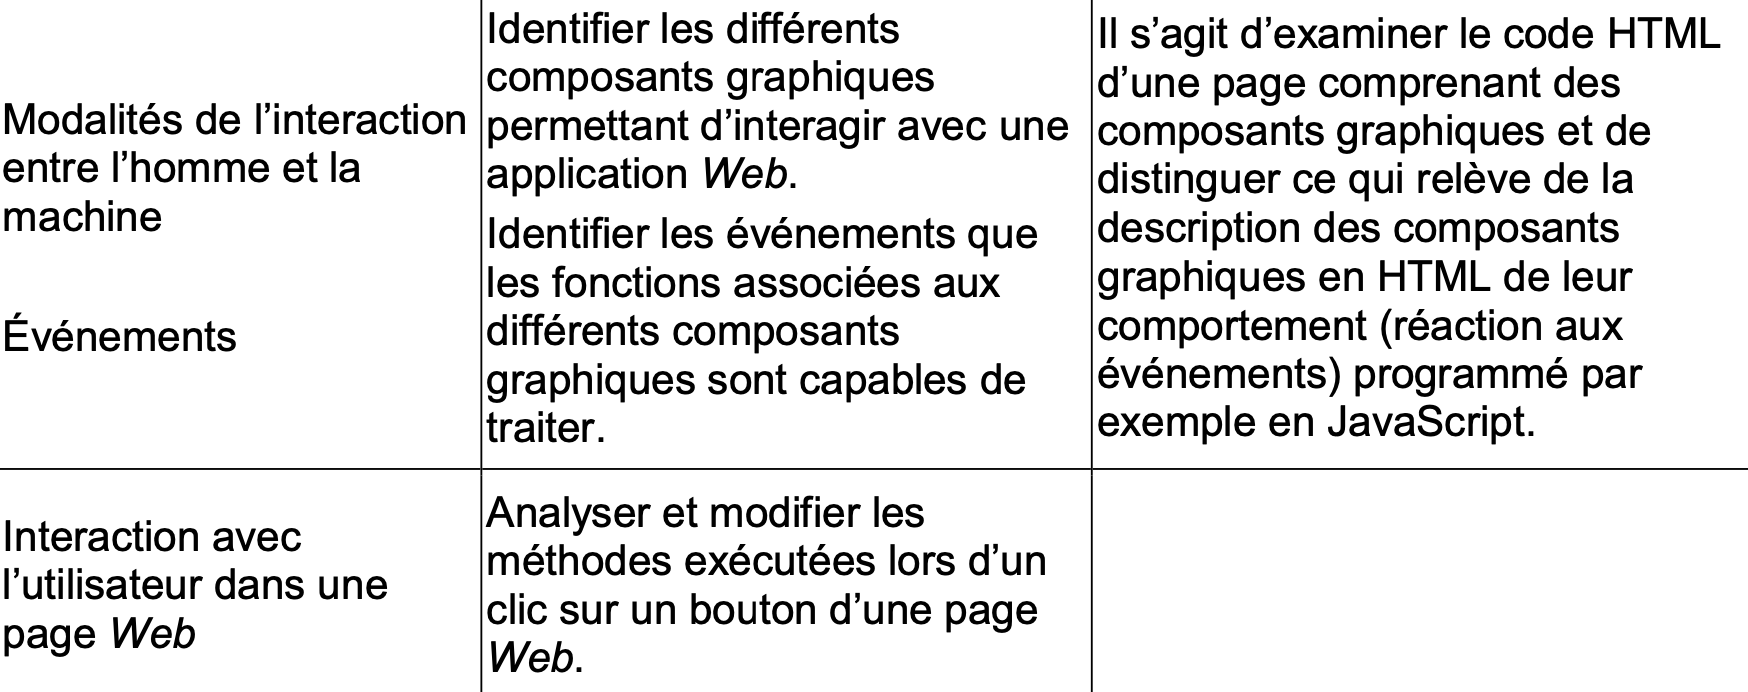 Modalités de l’interaction
entre l’homme et la
machine
Événements
Identifier les différents
composants graphiques
permettant d’interagir avec une
application Web.
Identifier les événements que
les fonctions associées aux
différents composants
graphiques sont capables de
traiter.
Il s’agit d’examiner le code HTML
d’une page comprenant des
composants graphiques et de
distinguer ce qui relève de la
description des composants
graphiques en HTML de leur
comportement (réaction aux
événements) programmé par
exemple en JavaScript.
Interaction avec
l’utilisateur dans une
page Web
Analyser et modifier les
méthodes exécutées lors d’un
clic sur un bouton d’une page
Web.